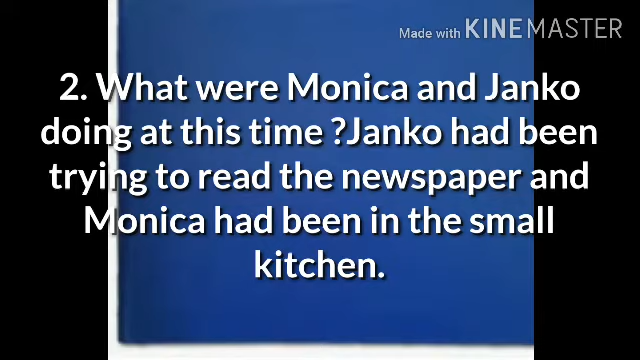 Made with KINEMASTER
2. What were Monica and Janko
doing at this time ?Janko had been
trying to read the newspaper and
Monica had been in the small
kitchen.